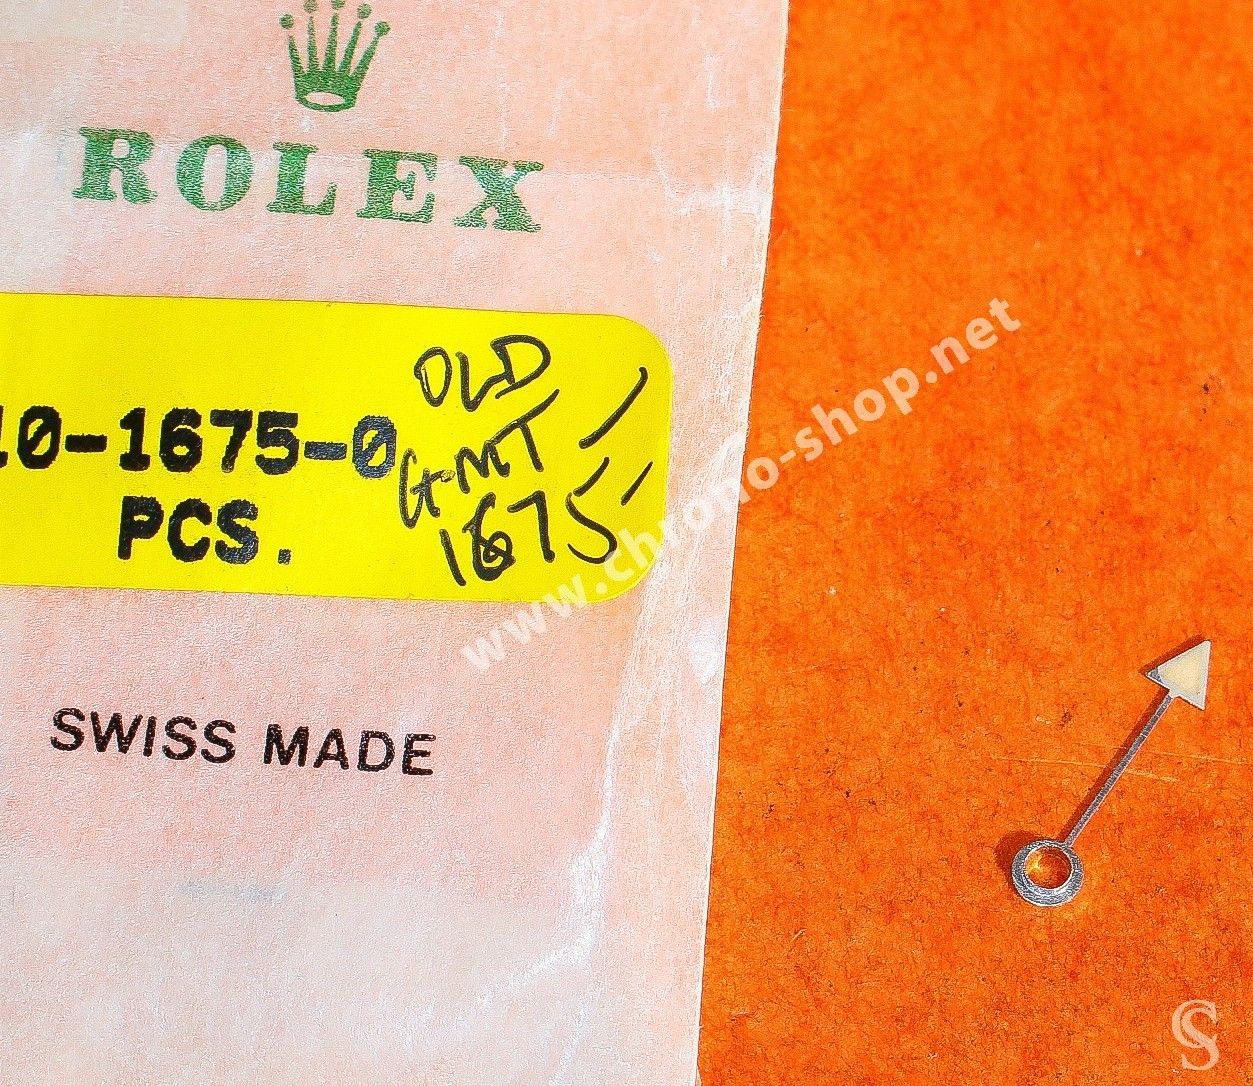 ROLEX
10-1675-0
PCS.
OLD
GMT
1675
SWISS MADE
www.chrono-shop.net